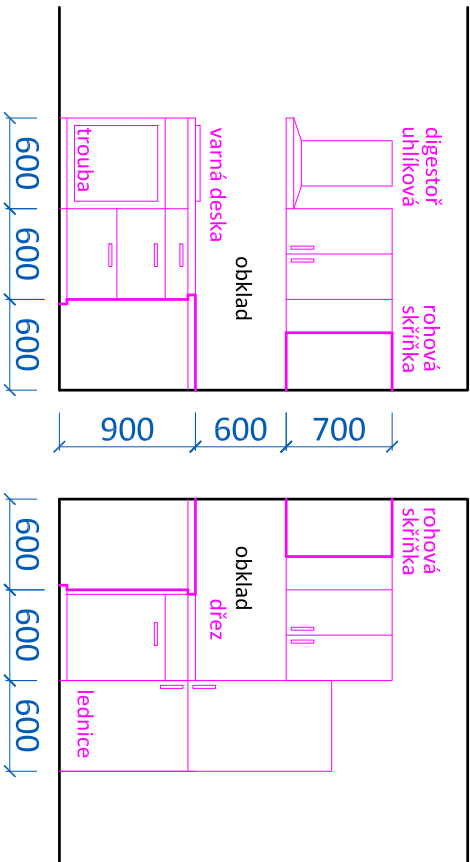 digestoř
uhlíková
rohová
skříňka
varná deska
obklad
trouba
600
600
600
900
600
700
rohová
skříňka
obklad
dřez
lednice
600
600
600